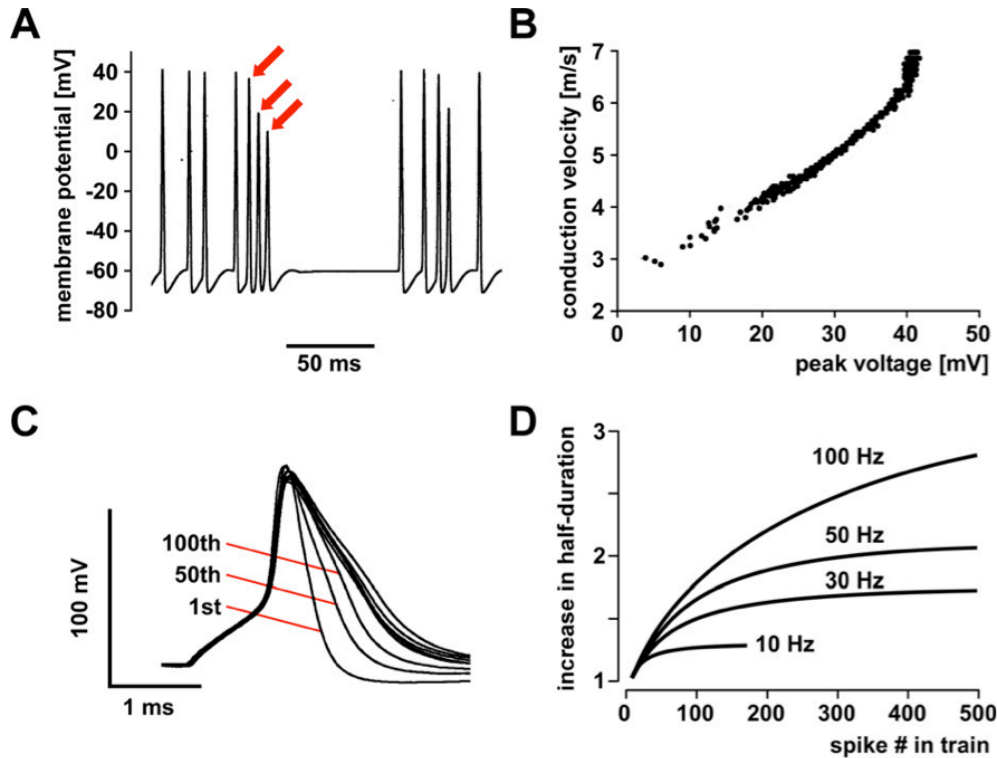 A
membrane potential [mV]
40
20
0
-20
-40
-60
-80
50 ms
B
conduction velocity [m/s]
7
6
5
4
3
2
0
10
20
30
40
50
peak voltage [mV]
C
100 mV
100th
50th
1st
1 ms
D
increase in half-duration
3
2
1
100 Hz
50 Hz
30 Hz
10 Hz
0
100
200
300
400
500
spike # in train